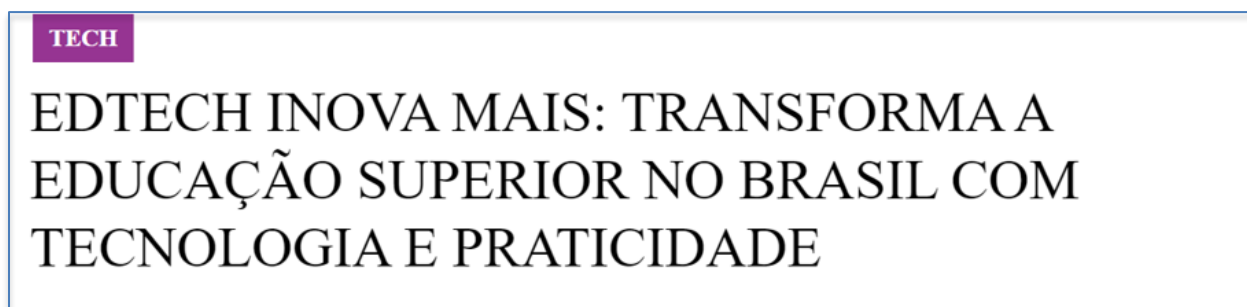 TECH
EDTECH INOVA MAIS: TRANSFORMA A
EDUCAÇÃO SUPERIOR NO BRASIL COM
TECNOLOGIA E PRATICIDADE